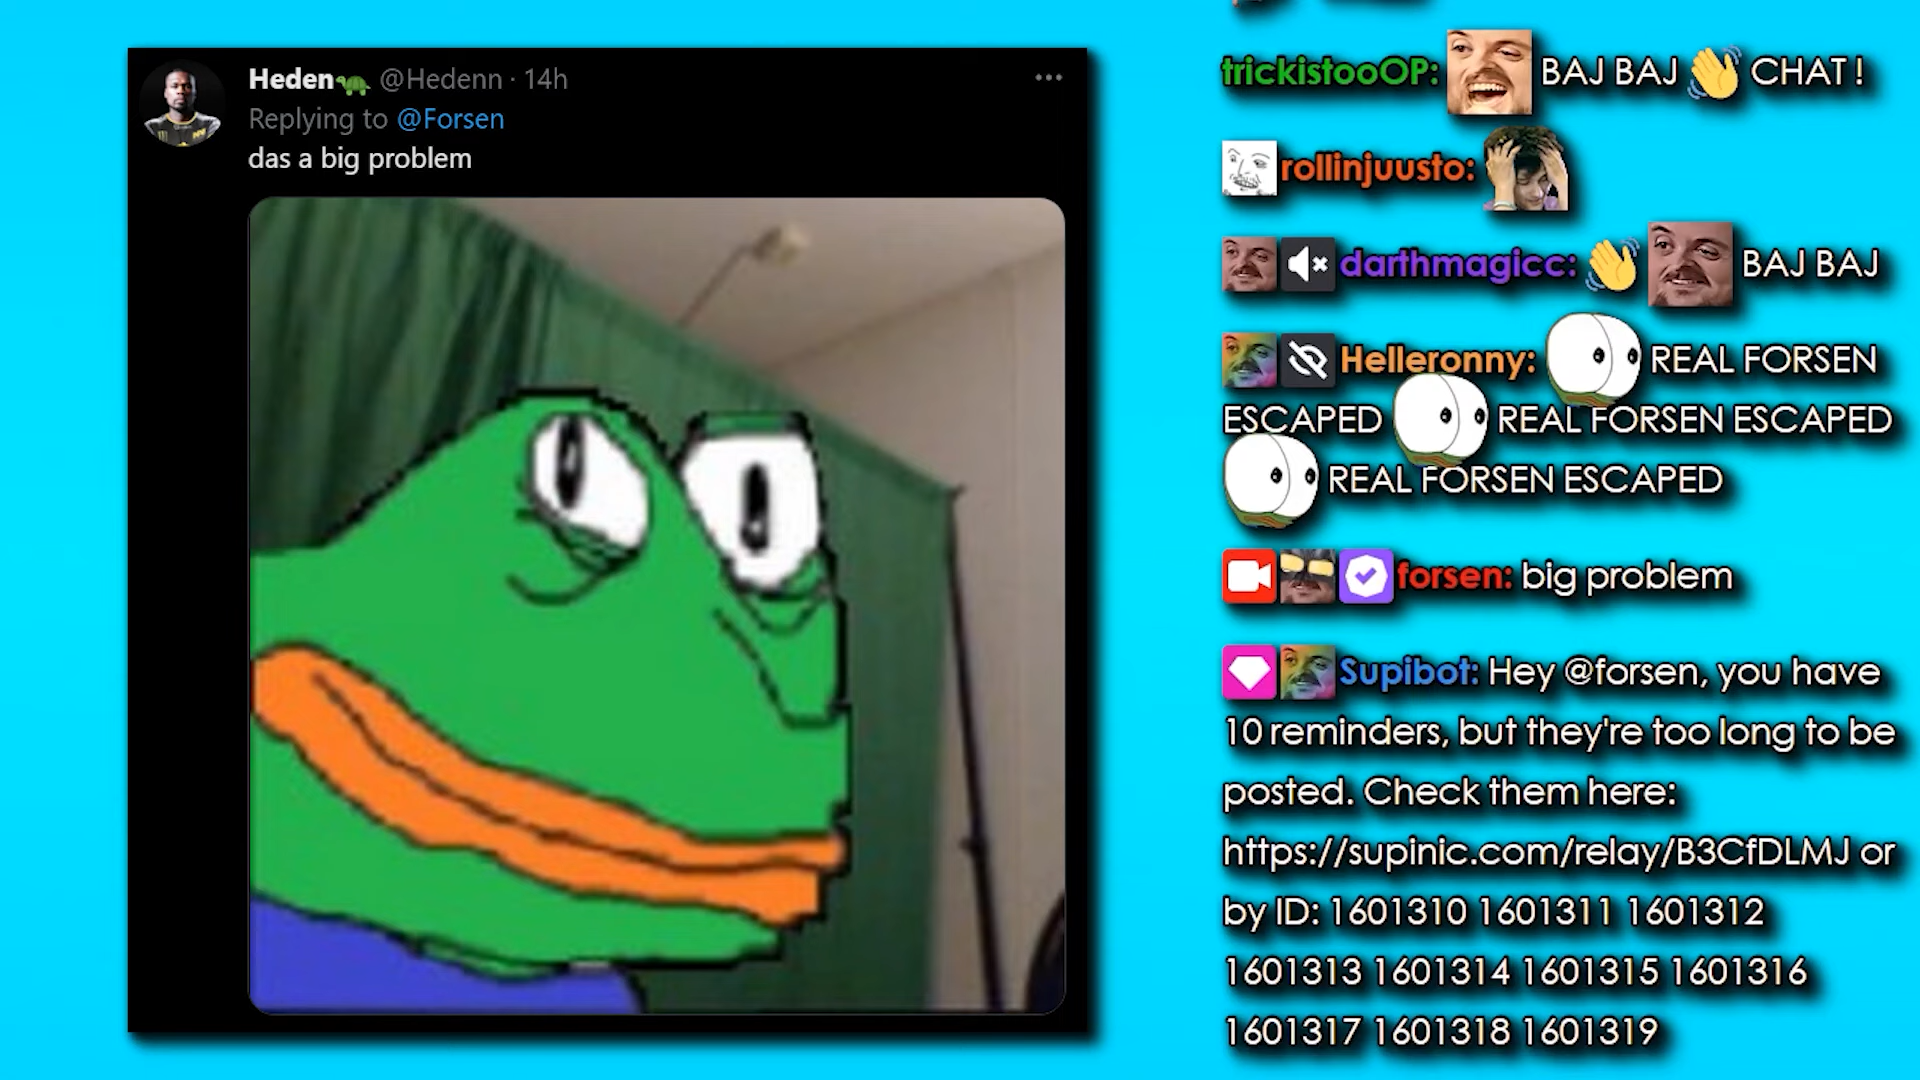 Heden🐢 @Hedenn · 14h
Replying to @Forsen
das a big problem
trickistooOP: BAJ BAJ 👋 CHAT !
rollinjuusto:
darthmagicc: 👋 BAJ BAJ
Helleronny: REAL FORSEN
ESCAPED REAL FORSEN ESCAPED
REAL FORSEN ESCAPED
forsen: big problem
Supibot: Hey @forsen, you have
10 reminders, but they're too long to be
posted. Check them here:
https://supinic.com/relay/B3CfDLMJ or
by ID: 1601310 1601311 1601312
1601313 1601314 1601315 1601316
1601317 1601318 1601319